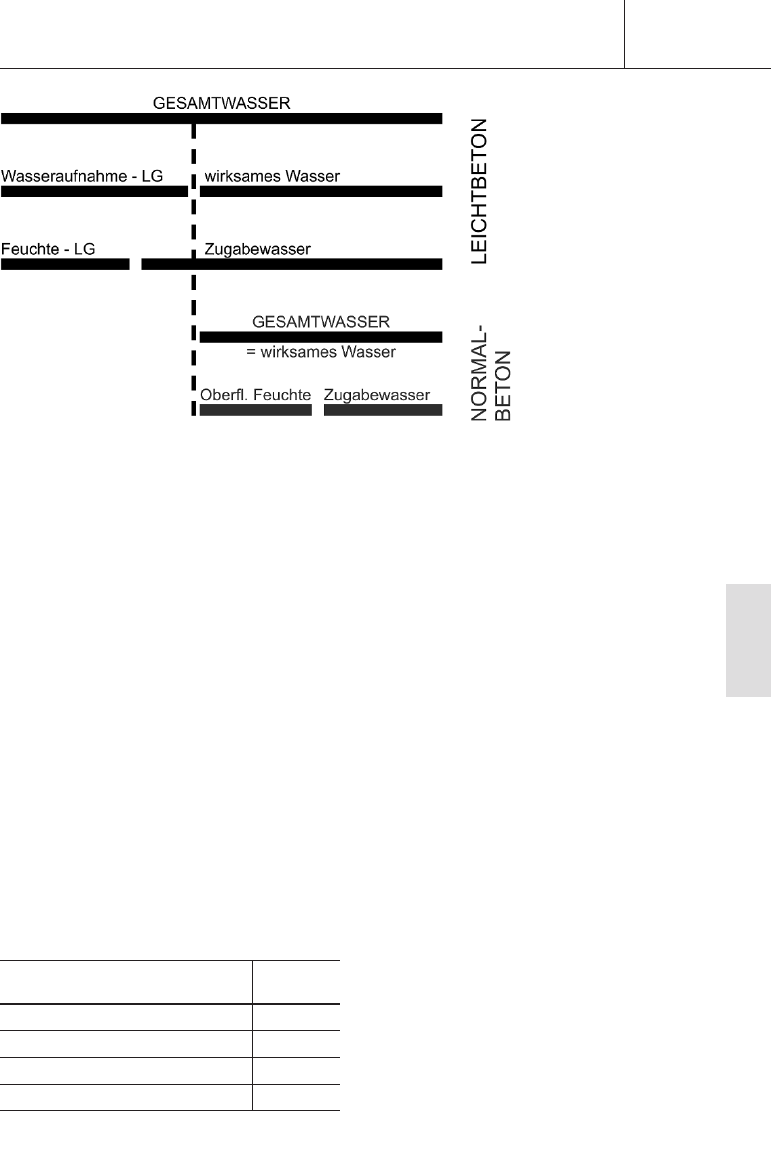 GESAMTWASSER
Wasseraufnahme - LG wirksames Wasser
Feuchte - LG Zugabewasser
LEICHTBETON
GESAMTWASSER
= wirksames Wasser
Oberfl. Feuchte Zugabewasser
NORMAL-
BETON